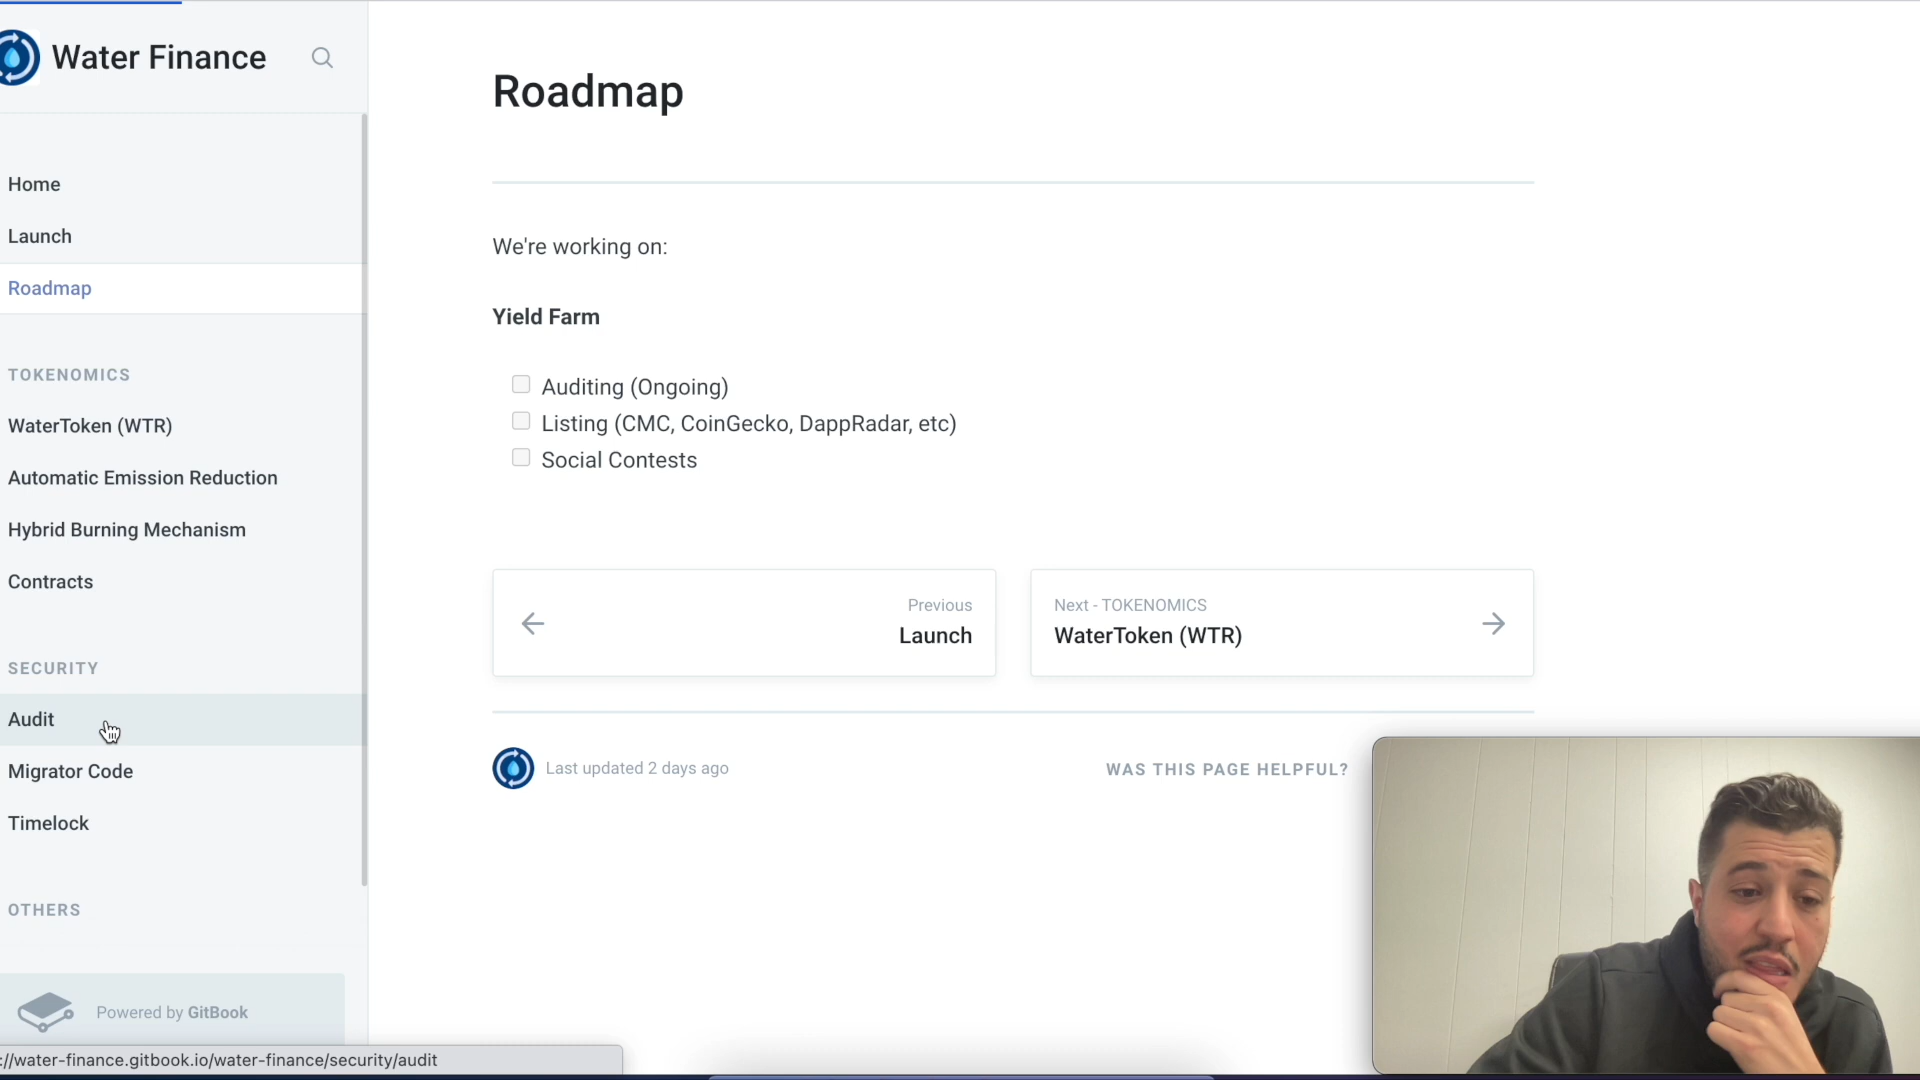 Water Finance
Home
Launch
Roadmap
TOKENOMICS
WaterToken (WTR)
Automatic Emission Reduction
Hybrid Burning Mechanism
Contracts
SECURITY
Audit
Migrator Code
Timelock
OTHERS
Powered by GitBook
://water-finance.gitbook.io/water-finance/security/audit
Roadmap
We're working on:
Yield Farm
Auditing (Ongoing)
Listing (CMC, CoinGecko, DappRadar, etc)
Social Contests
Previous
Launch
Next - TOKENOMICS
WaterToken (WTR)
Last updated 2 days ago
WAS THIS PAGE HELPFUL?